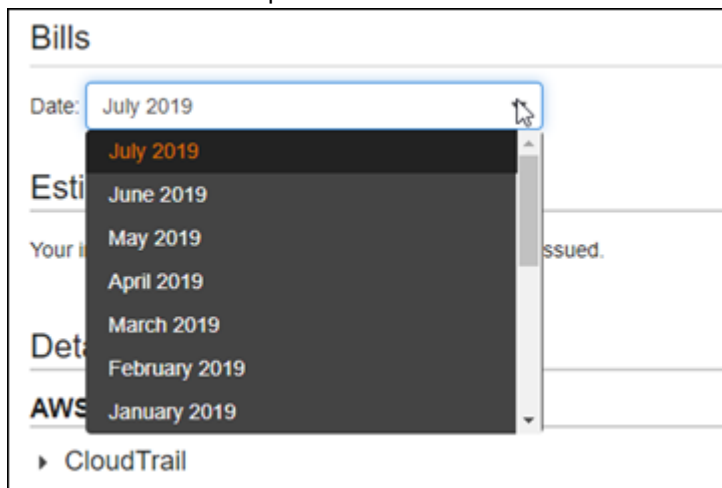 Bills
Date: July 2019
July 2019
Esti
June 2019
May 2019
Your i ssued.
April 2019
March 2019
Det
February 2019
AWS
January 2019
CloudTrail